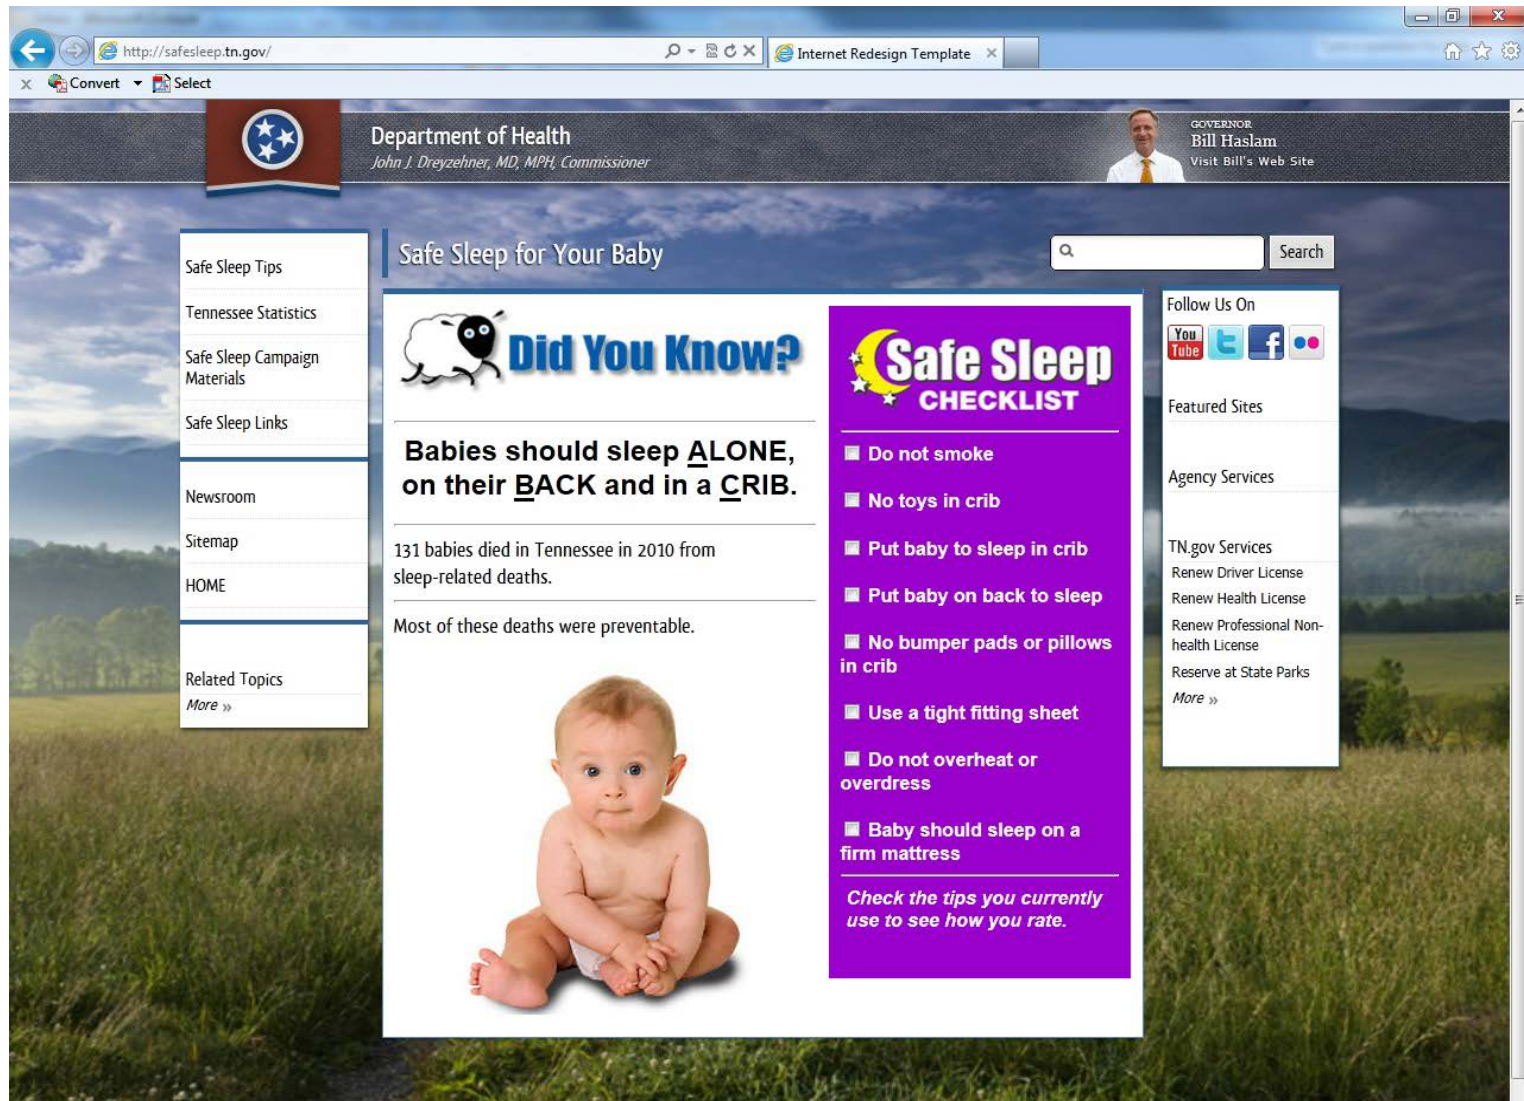 http://safesleep.tn.gov/
Internet Redesign Template
x Convert Select
Department of Health
John J. Dreyzehner, MD, MPH, Commissioner
GOVERNOR
Bill Haslam
Visit Bill's Web Site
Safe Sleep for Your Baby
Search
Safe Sleep Tips
Tennessee Statistics
Safe Sleep Campaign
Materials
Safe Sleep Links
Newsroom
Sitemap
HOME
Related Topics
More »
Did You Know?
Babies should sleep ALONE,
on their BACK and in a CRIB.
131 babies died in Tennessee in 2010 from
sleep-related deaths.
Most of these deaths were preventable.
Safe Sleep
CHECKLIST
Do not smoke
No toys in crib
Put baby to sleep in crib
Put baby on back to sleep
No bumper pads or pillows
in crib
Use a tight fitting sheet
Do not overheat or
overdress
Baby should sleep on a
firm mattress
Check the tips you currently
use to see how you rate.
Follow Us On
You
Tube
t
f
Featured Sites
Agency Services
TN.gov Services
Renew Driver License
Renew Health License
Renew Professional Non-
health License
Reserve at State Parks
More »